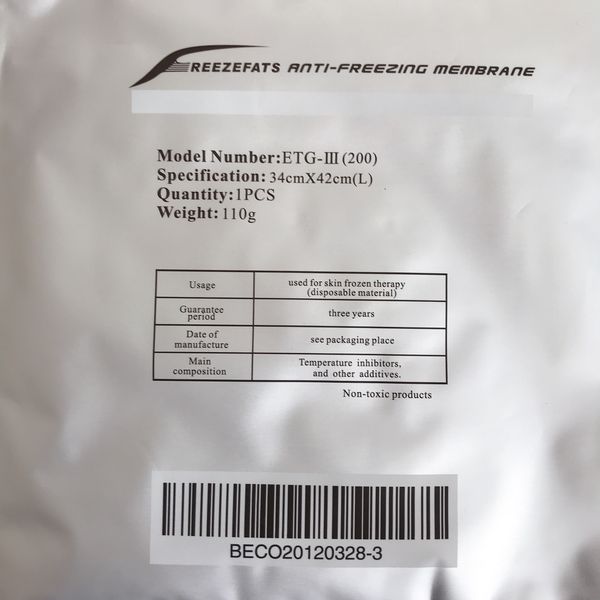 FREEZEFATS ANTI-FREEZING MEMBRANE
Model Number:ETG-III(200)
Specification: 34cmX42cm(L)
Quantity:1PCS
Weight: 110g
Usage
used for skin frozen therapy
(disposable material)
Guarantee
period
three years
Date of
manufacture
see packaging place
Main
composition
Temperature inhibitors,
and other additives.
Non-toxic products
BECO20120328-3